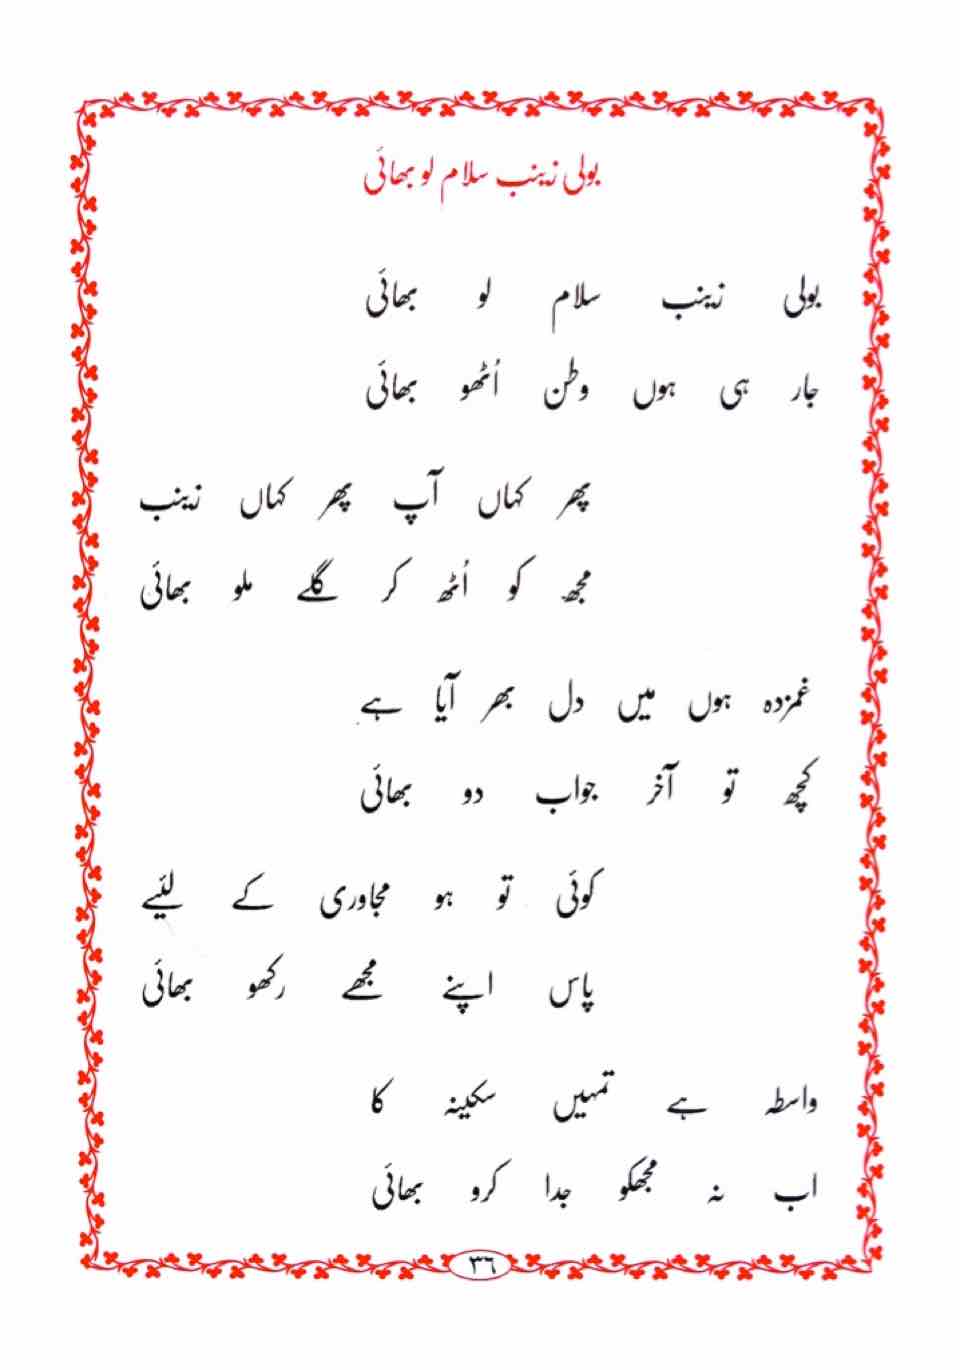 بولی زینب سلام لو بھائی
بولی زینب سلام لو بھائی
جار ہی ہوں وطن اُٹھو بھائی
پھر کہاں آپ پھر کہاں زینب
مجھ کو اُٹھ کر گلے ملو بھائی
غمزدہ ہوں میں دل بھر آیا ہے
کچھ تو آخر جواب دو بھائی
کوئی تو ہو مجاوری کے لئیے
پاس اپنے مجھے رکھو بھائی
واسطہ ہے تمہیں سکینہ کا
اب نہ مجھکو جدا کرو بھائی
۳۶